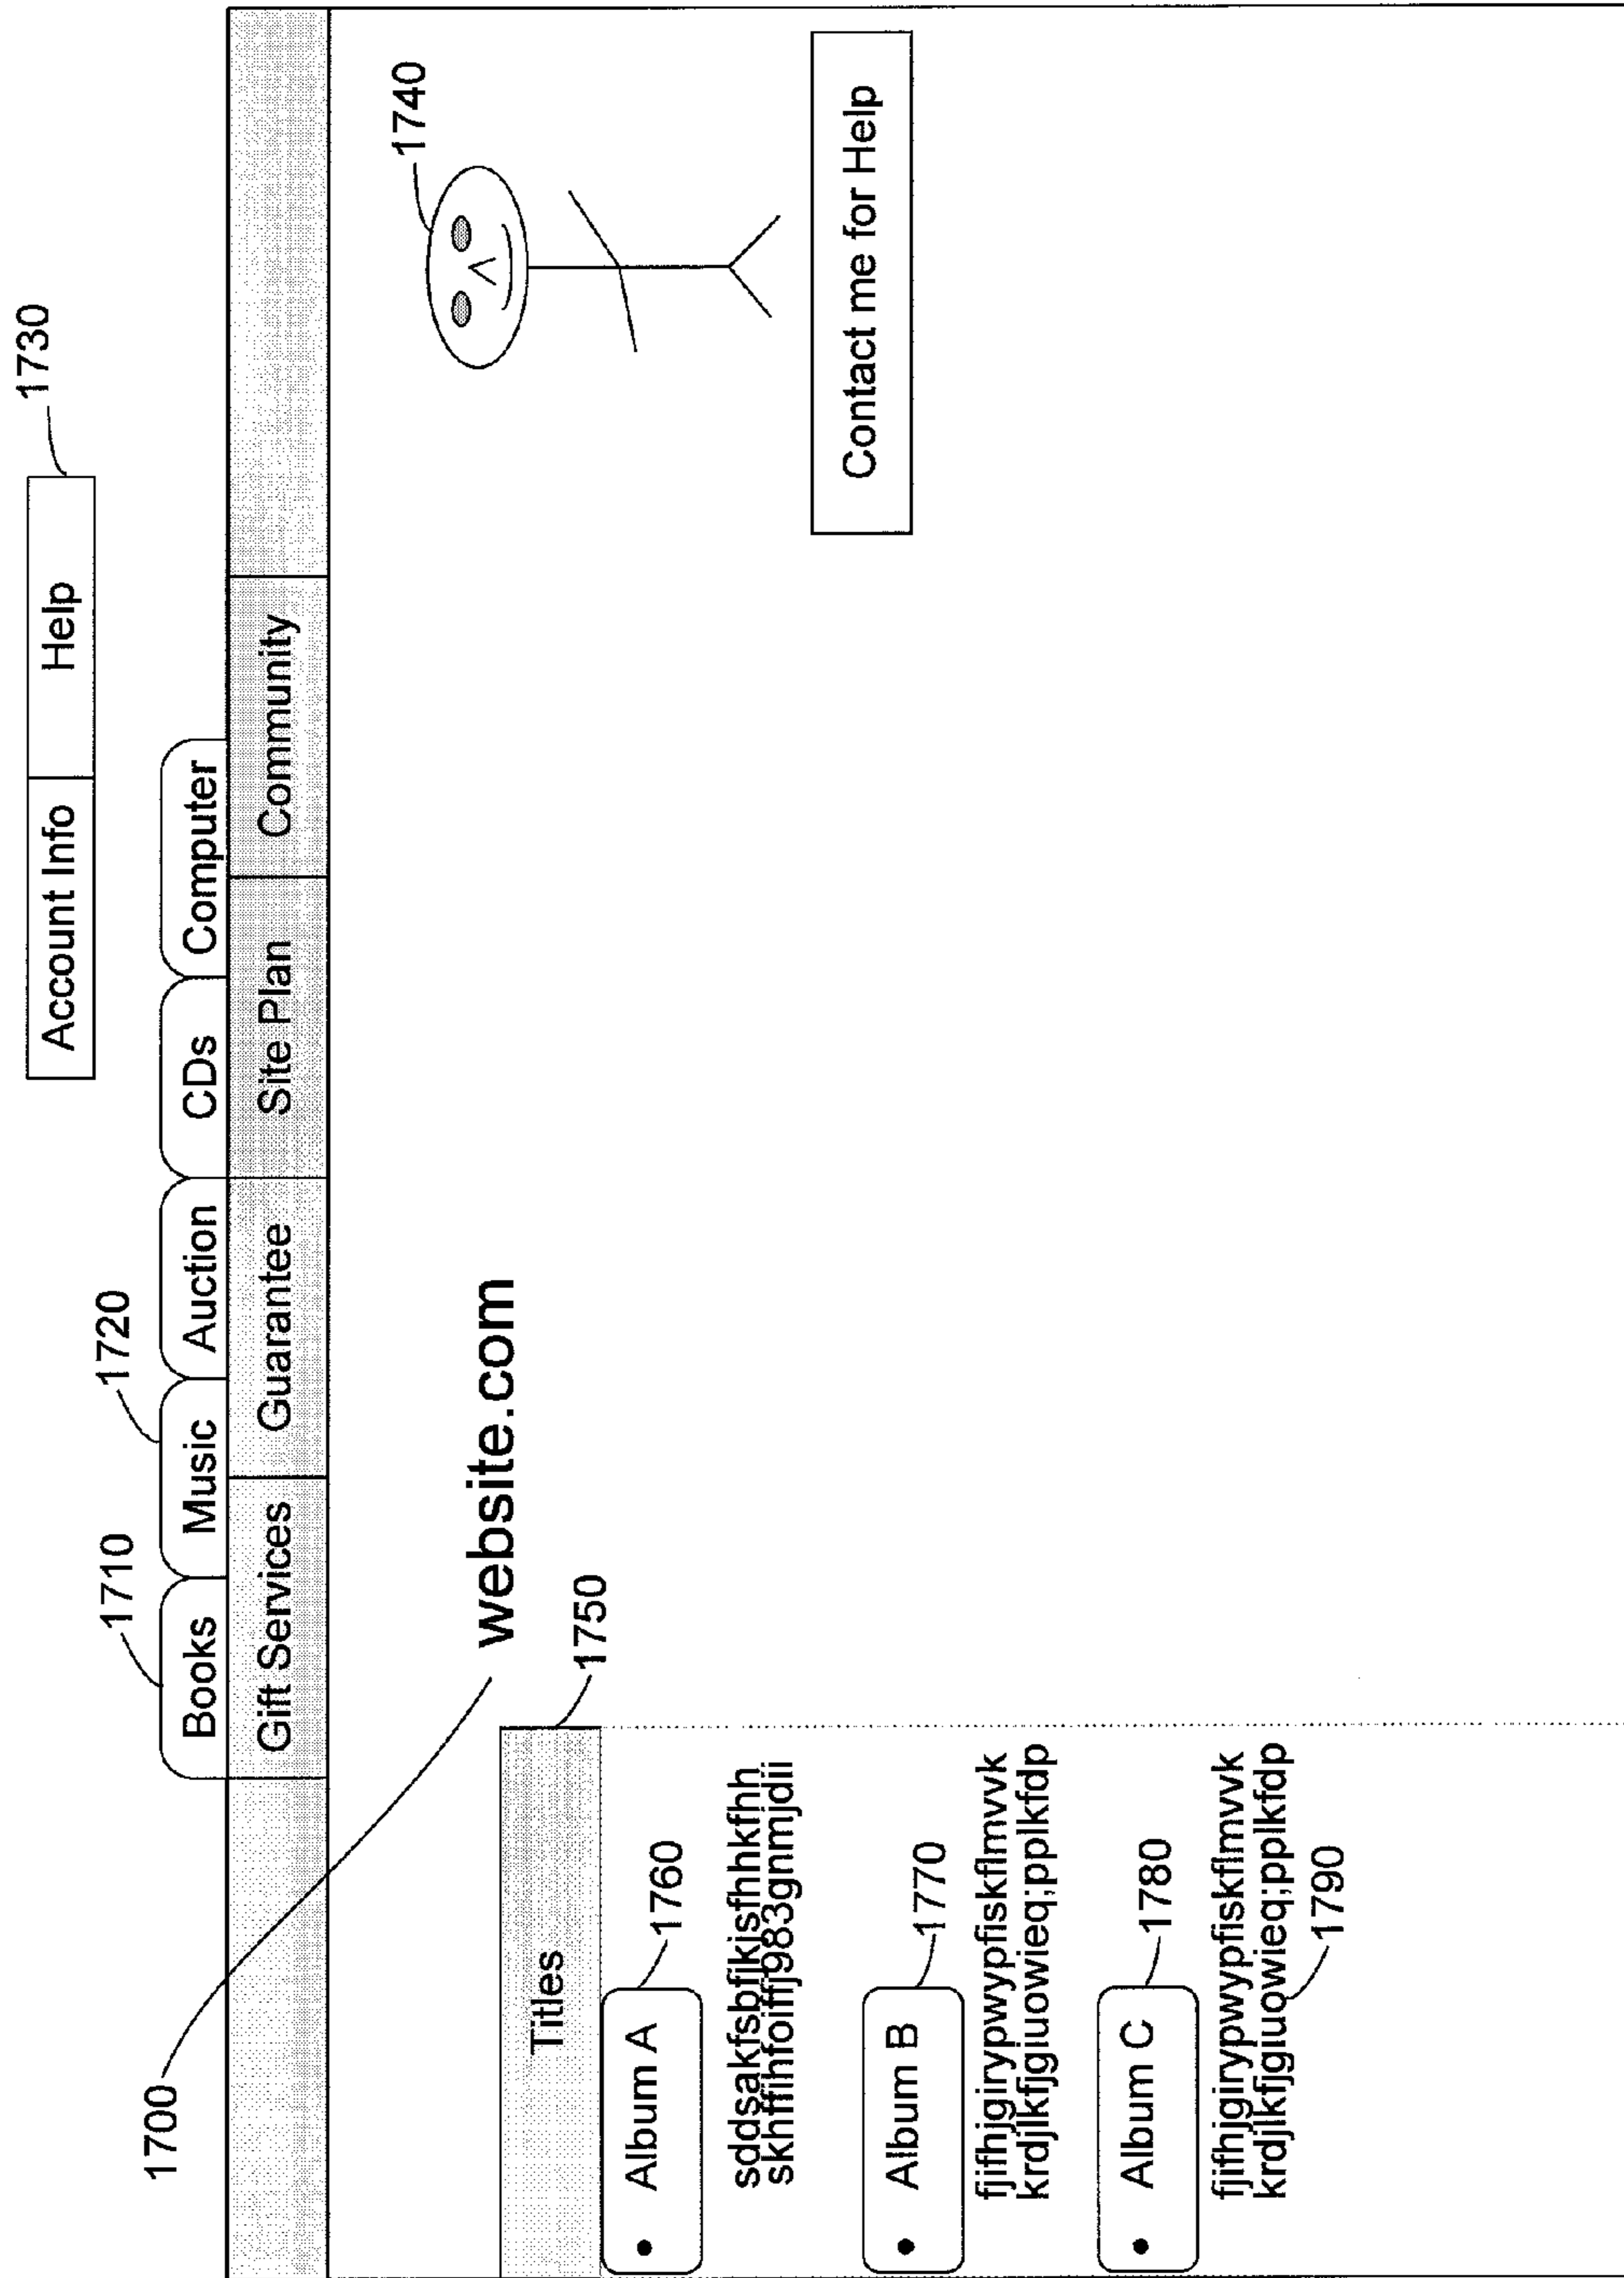 1730
Account Info Help
1710
1720
Books Music Auction CDs Computer
Gift Services Guarantee Site Plan Community
1700
website.com
1740
1750
Titles
• Album A
1760
sddsakfsbfjkjsfhhkfhh
skhffihfoiffj983gnmjdii
• Album B
1770
fjifhjgirypwypfiskflmvvk
krdjlkfjgiuowieq;pplkfdp
• Album C
1780
fjifhjgirypwypfiskflmvvk
krdjlkfjgiuowieq;pplkfdp
1790
Contact me for Help